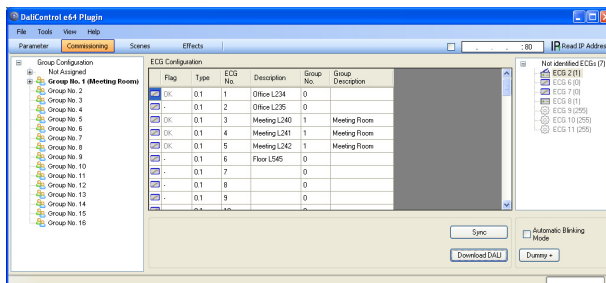 DaliControl e64 Plugin
File Tools View Help
Parameter Commissioning Scenes Effects . . . :80 IP Read IP Addres
Group Configuration
Not Assigned
Group No. 1 (Meeting Room)
Group No. 2
Group No. 3
Group No. 4
Group No. 5
Group No. 6
Group No. 7
Group No. 8
Group No. 9
Group No. 10
Group No. 11
Group No. 12
Group No. 13
Group No. 14
Group No. 15
Group No. 16
ECG Configuration
Flag Type ECG No. Description Group No. Group Description
OK 0.1 1 Office L234 0
- 0.1 2 Office L235 0
OK 0.1 3 Meeting L240 1 Meeting Room
OK 0.1 4 Meeting L241 1 Meeting Room
OK 0.1 5 Meeting L242 1 Meeting Room
- 0.1 6 Floor L545 0
- 0.1 7 0
- 0.1 8 0
- 0.1 9 0
Sync
Download DALI
Not identified ECGs (7)
ECG 2 (1)
ECG 6 (0)
ECG 7 (0)
ECG 8 (1)
ECG 9 (255)
ECG 10 (255)
ECG 11 (255)
Automatic Blinking
Mode
Dummy +